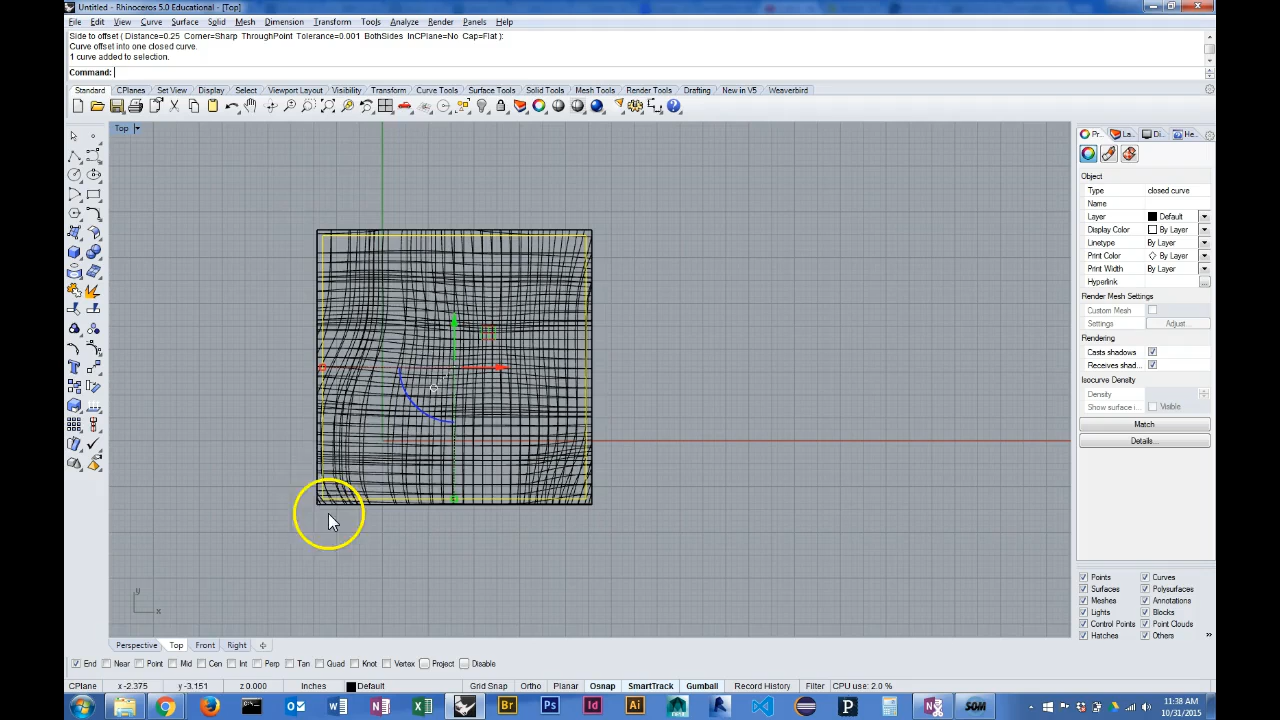 Untitled - Rhinoceros 5.0 Educational - [Top]
File Edit View Curve Surface Solid Mesh Dimension Transform Tools Analyze Render Panels Help
Side to offset ( Distance=0.25 Corner=Sharp ThroughPoint Tolerance=0.001 BothSides InCPlane=No Cap=Flat ):
Curve offset into one closed curve.
1 curve added to selection.
Command:
Standard CPlanes Set View Display Select Viewport Layout Visibility Transform Curve Tools Surface Tools Solid Tools Mesh Tools Render Tools Drafting New in V5 Weaverbird
Top
Pr... La... Di... He...
Object
Type closed curve
Name
Layer Default
Display Color By Layer
Linetype By Layer
Print Color By Layer
Print Width By Layer
Hyperlink ...
Render Mesh Settings
Custom Mesh
Settings Adjust...
Rendering
Casts shadows
Receives shad...
Isocurve Density
Density
Show surface i... Visible
Match
Details...
y
x
Points Curves
Surfaces Polysurfaces
Meshes Annotations
Lights Blocks
Control Points Point Clouds
Hatches Others »
Perspective Top Front Right
End Near Point Mid Cen Int Perp Tan Quad Knot Vertex Project Disable
CPlane x -2.375 y -3.151 z 0.000 Inches Default Grid Snap Ortho Planar Osnap SmartTrack Gumball Record History Filter CPU use: 2.0 %
Br Ps Id Ai P SOM
11:38 AM
10/31/2015